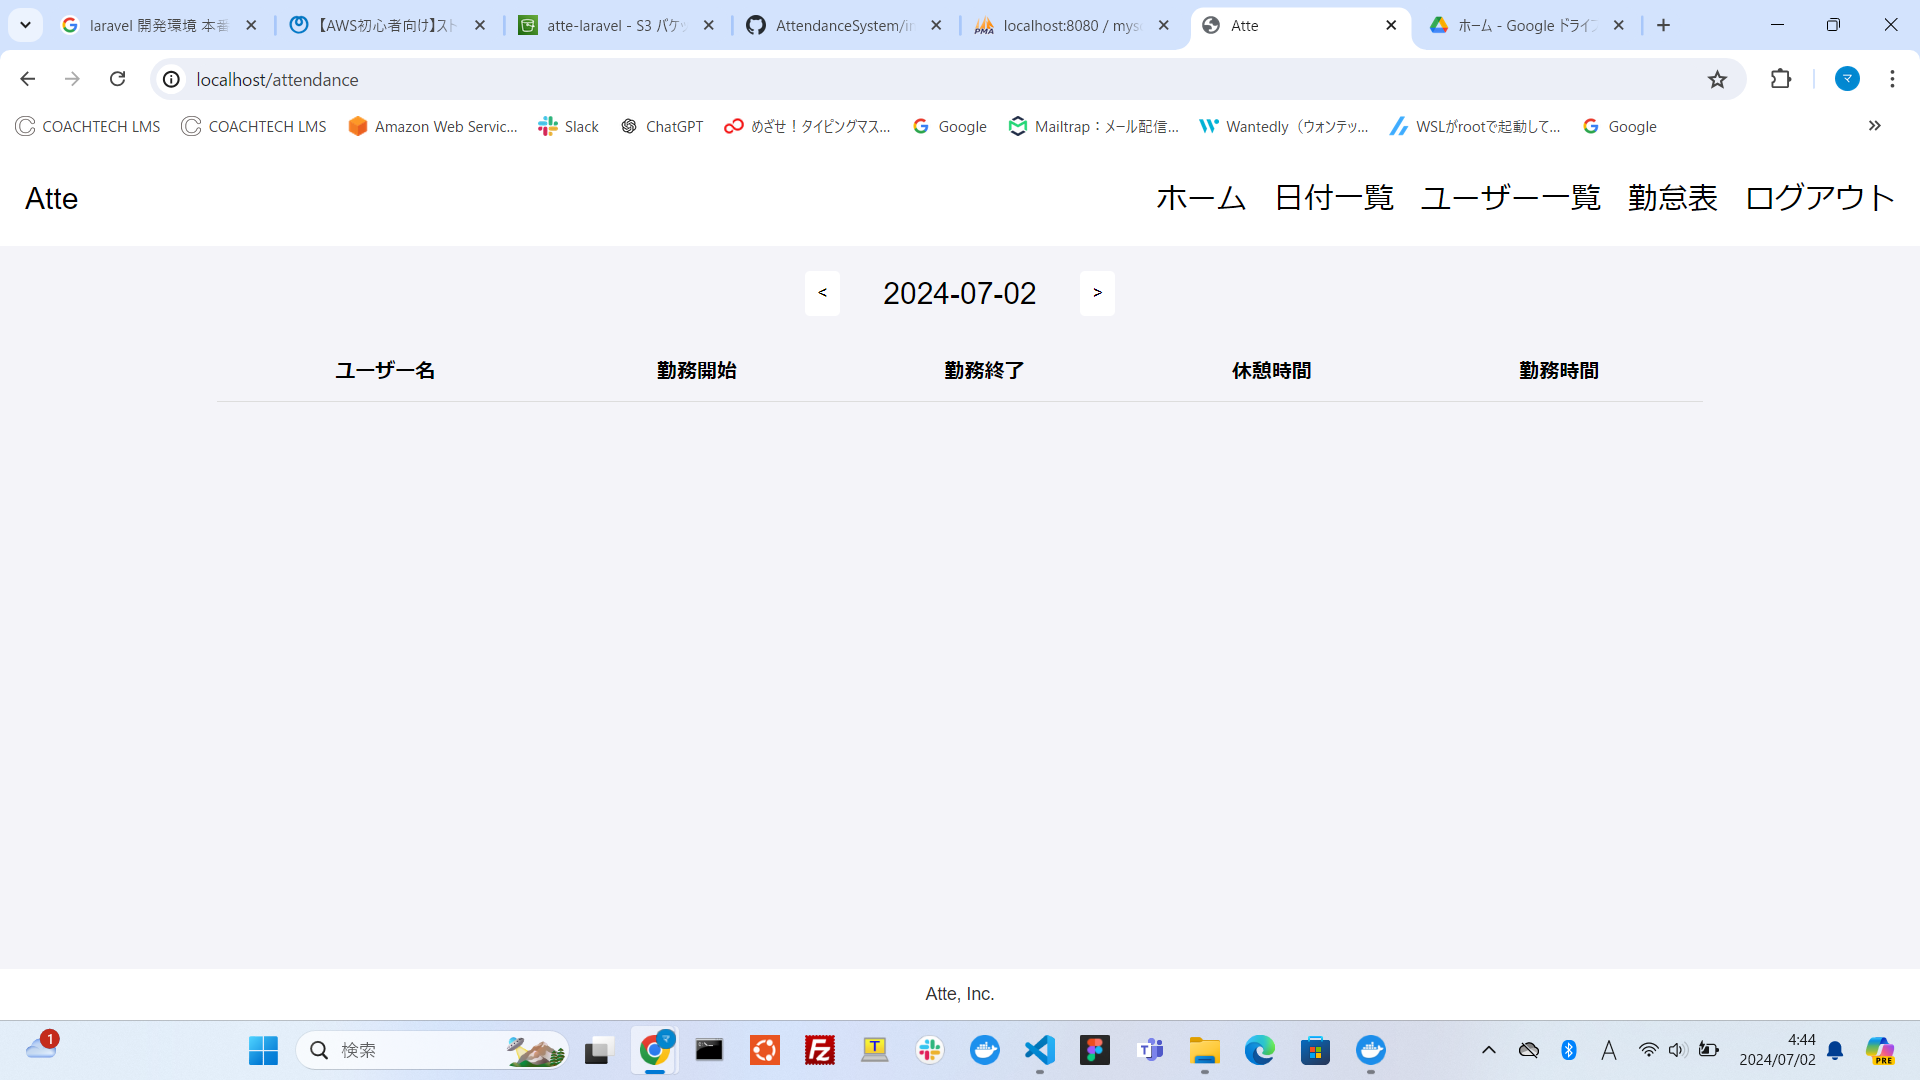 laravel 開発環境 本番
【AWS初心者向け】スト
atte-laravel - S3 バケッ
AttendanceSystem/in
localhost:8080 / mys
Atte
ホーム - Google ドライブ
localhost/attendance
COACHTECH LMS
COACHTECH LMS
Amazon Web Servic...
Slack
ChatGPT
めざせ！タイピングマス...
Google
Mailtrap：メール配信...
Wantedly（ウォンテッ...
WSLがrootで起動して...
Google
Atte
ホーム 日付一覧 ユーザー一覧 勤怠表 ログアウト
< 2024-07-02 >
ユーザー名 勤務開始 勤務終了 休憩時間 勤務時間
Atte, Inc.
1
検索
A
4:44
2024/07/02
PRE